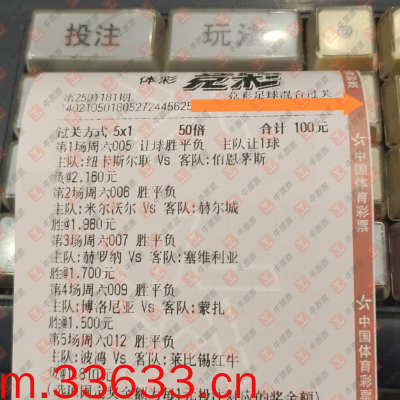 投注
玩法
体彩 竞彩
第250118期
竞彩足球混合过关
过关方式 5x1 50倍 合计 100元
第1场周六005 让球胜平负 主队让1球
主队:纽卡斯尔联 Vs 客队:伯恩茅斯
负@2.160元
第2场周六006 胜平负
主队:米尔沃尔 Vs 客队:赫尔城
胜@1.980元
第3场周六007 胜平负
主队:赫罗纳 Vs 客队:塞维利亚
胜@1.700元
第4场周六009 胜平负
主队:博洛尼亚 Vs 客队:蒙扎
胜@1.500元
第5场周六012 胜平负
主队:波鸿 Vs 客队:莱比锡红牛
m.33633.cn
中国体育彩票
中国体育彩票